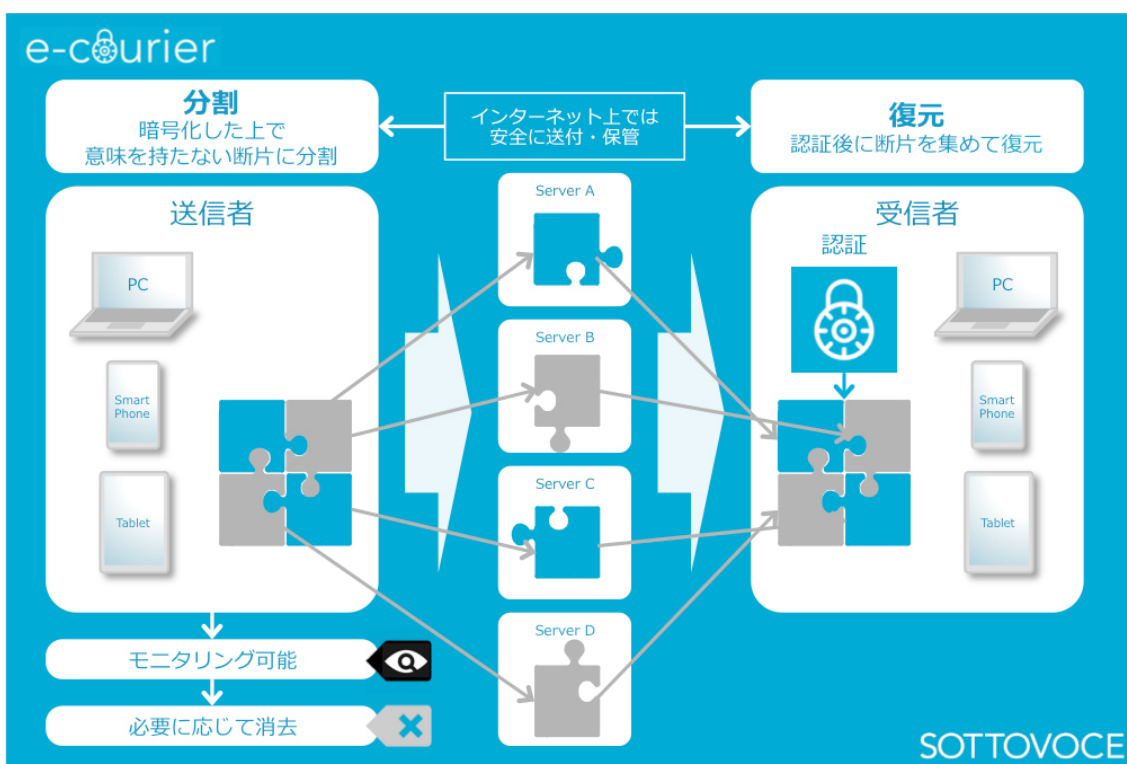 e-courier
分割
暗号化した上で
意味を持たない断片に分割
インターネット上では
安全に送付・保管
復元
認証後に断片を集めて復元
送信者
PC
Smart
Phone
Tablet
Server A
Server B
Server C
Server D
受信者
認証
PC
Smart
Phone
Tablet
モニタリング可能
必要に応じて消去
SOTTOVOCE